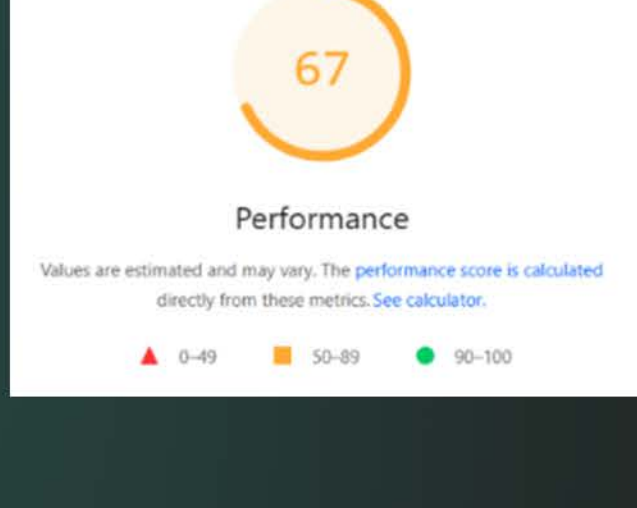 67
Performance
Values are estimated and may vary. The performance score is calculated
directly from these metrics. See calculator.
0–49 50–89 90–100